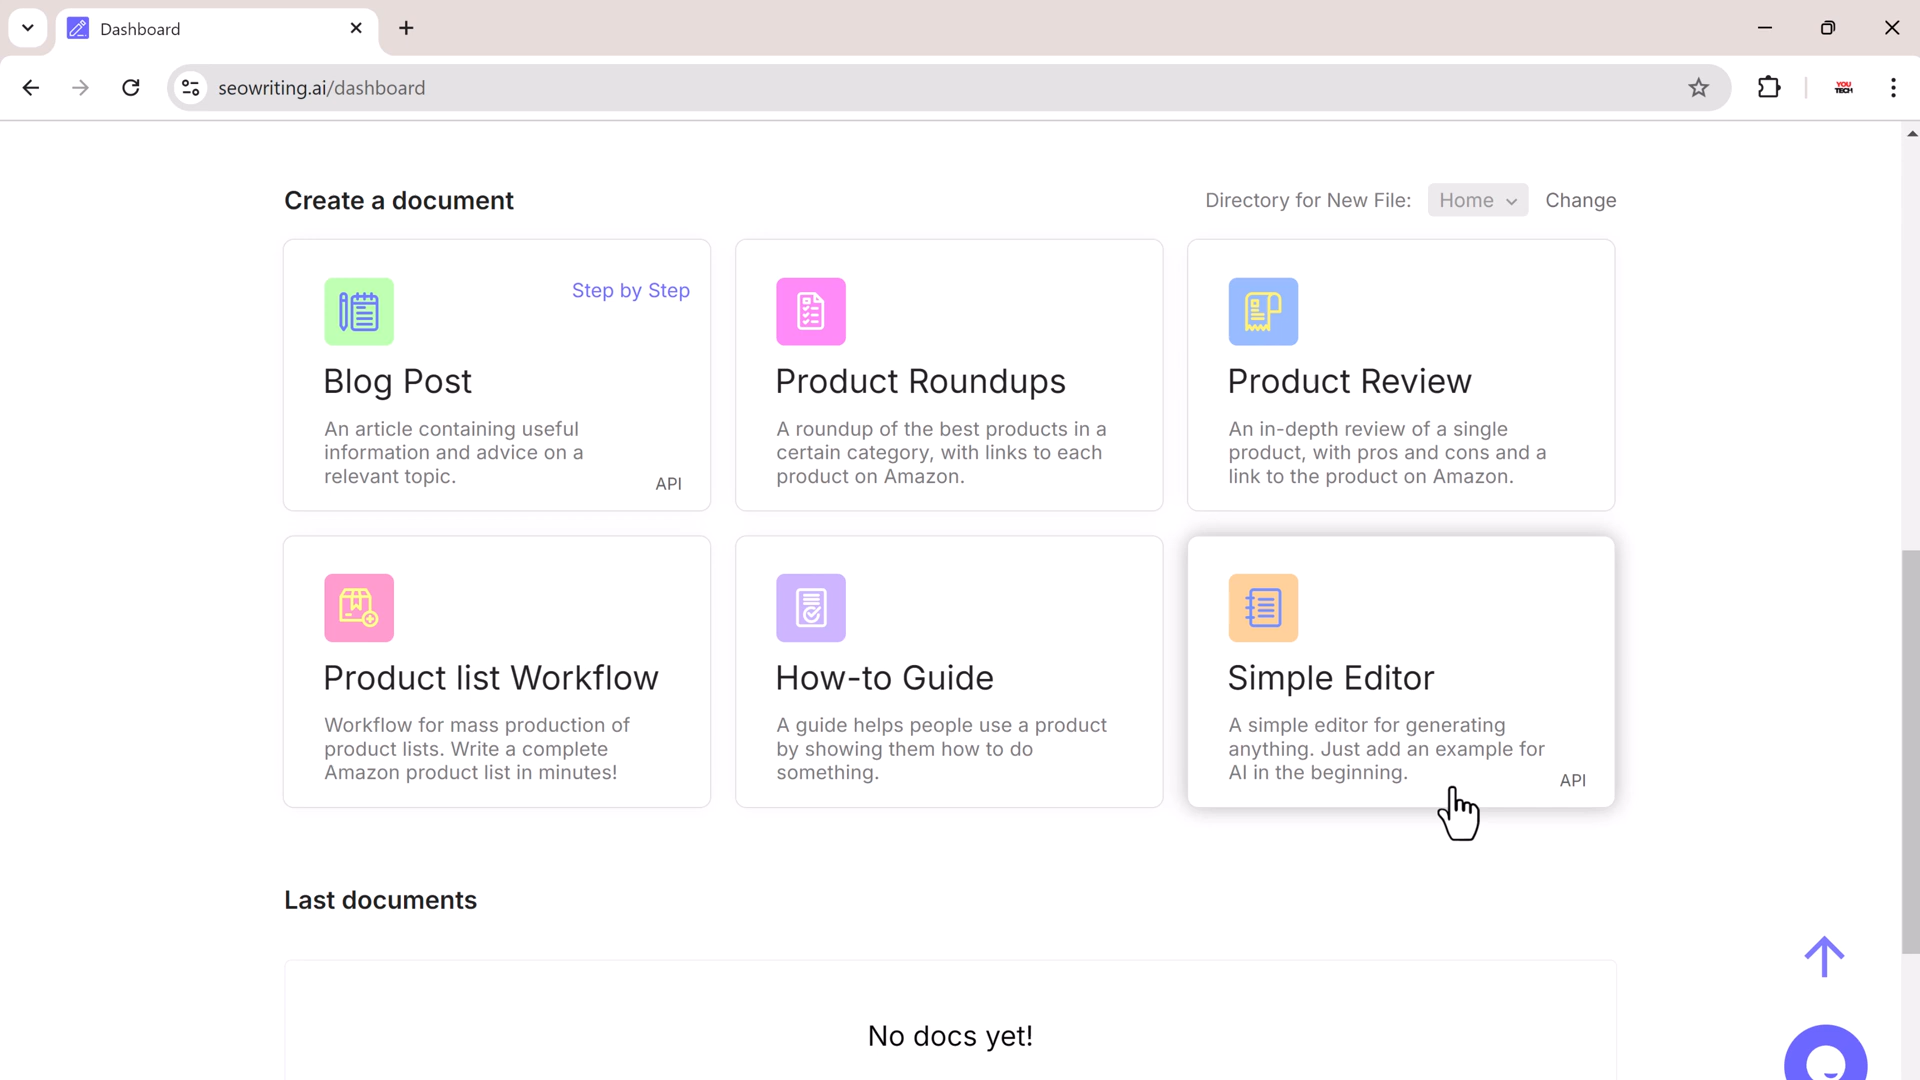 Dashboard
seowriting.ai/dashboard
YOU
TECH
Create a document
Directory for New File: Home Change
Step by Step
Blog Post
An article containing useful
information and advice on a
relevant topic.
API
Product Roundups
A roundup of the best products in a
certain category, with links to each
product on Amazon.
Product Review
An in-depth review of a single
product, with pros and cons and a
link to the product on Amazon.
Product list Workflow
Workflow for mass production of
product lists. Write a complete
Amazon product list in minutes!
How-to Guide
A guide helps people use a product
by showing them how to do
something.
Simple Editor
A simple editor for generating
anything. Just add an example for
AI in the beginning.
API
Last documents
No docs yet!